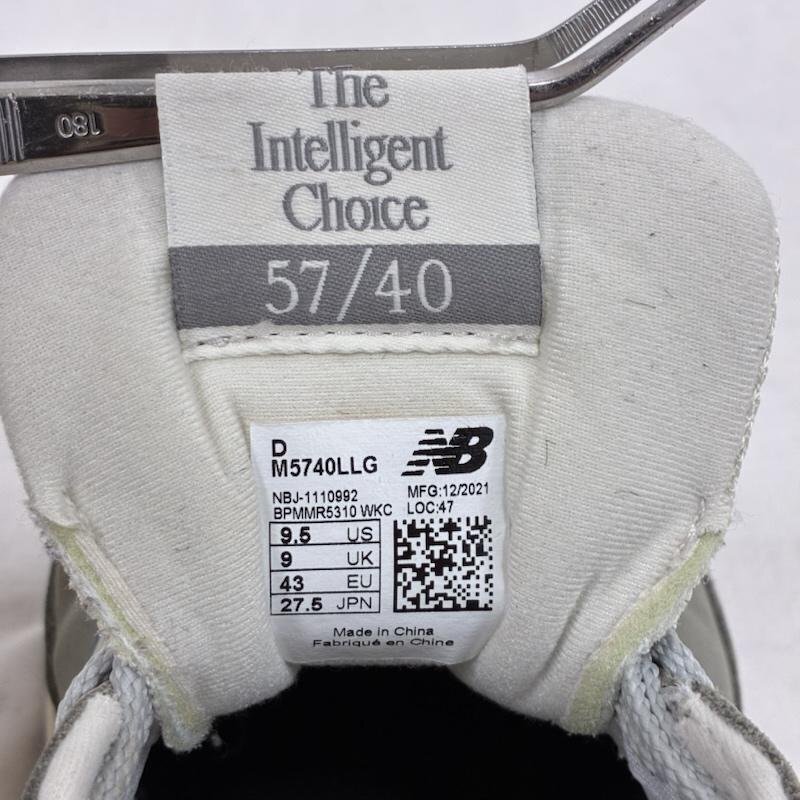 180
The
Intelligent
Choice
57/40
D
M5740LLG
NB
NBJ-1110992
MFG:12/2021
BPMMR5310 WKC
LOC:47
9.5 US
9 UK
43 EU
27.5 JPN
Made in China
Fabriqué en Chine